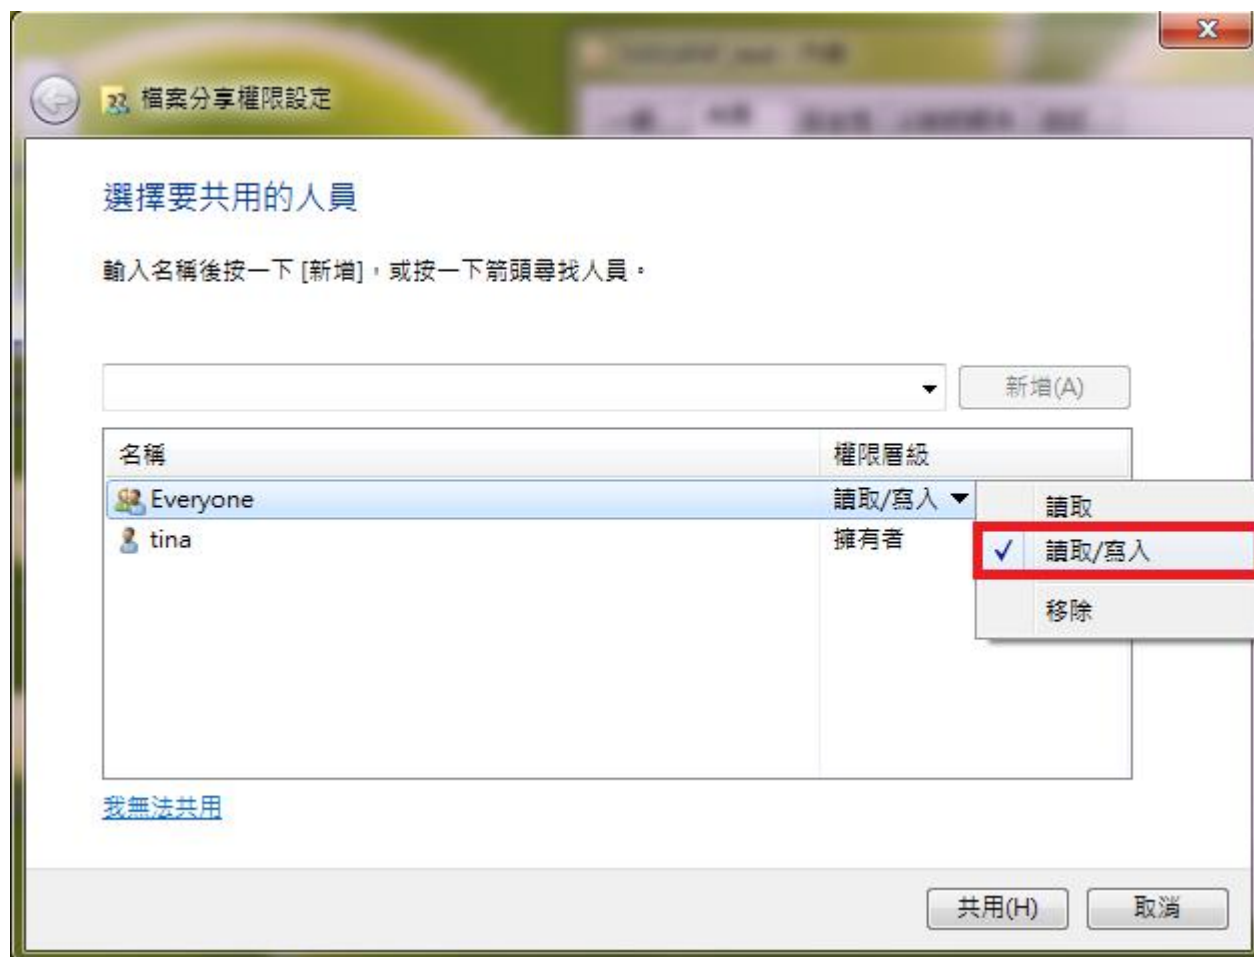 檔案分享權限設定
選擇要共用的人員
輸入名稱後按一下 [新增]，或按一下箭頭尋找人員。
新增(A)
名稱 權限層級
Everyone 讀取/寫入
讀取
tina 擁有者
讀取/寫入
移除
我無法共用
共用(H) 取消